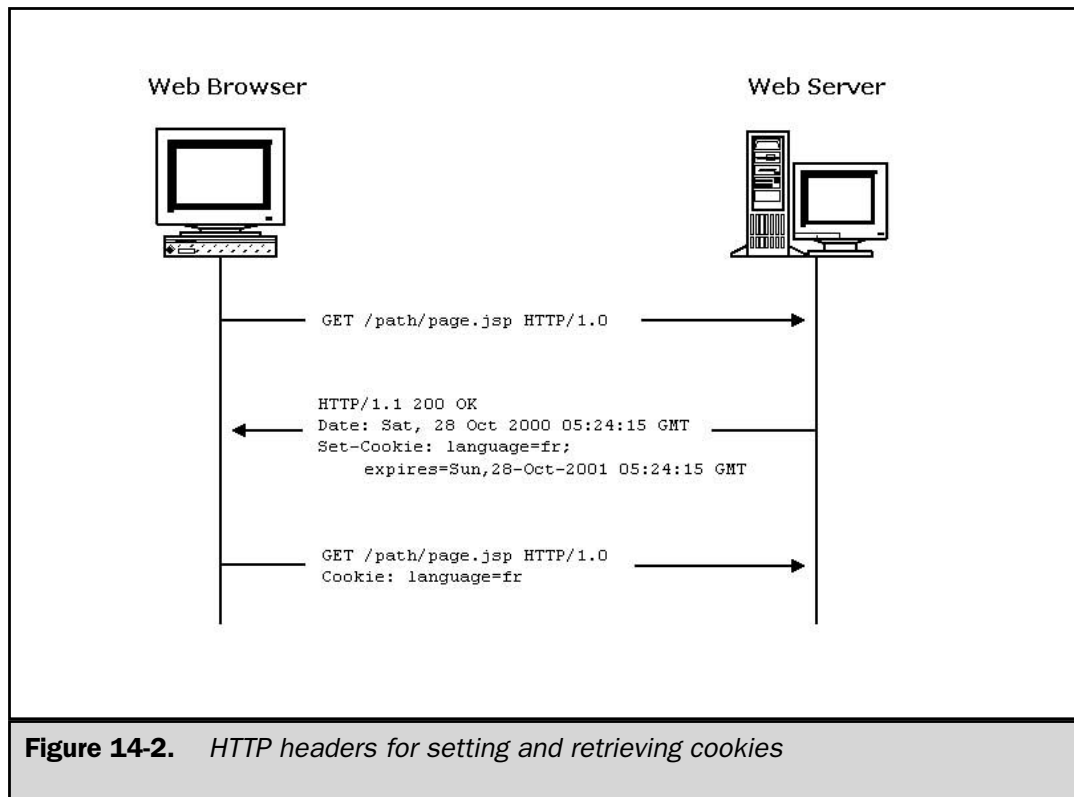 Web Browser
Web Server
GET /path/page.jsp HTTP/1.0
HTTP/1.1 200 OK
Date: Sat, 28 Oct 2000 05:24:15 GMT
Set-Cookie: language=fr;
expires=Sun,28-Oct-2001 05:24:15 GMT
GET /path/page.jsp HTTP/1.0
Cookie: language=fr
Figure 14-2. HTTP headers for setting and retrieving cookies